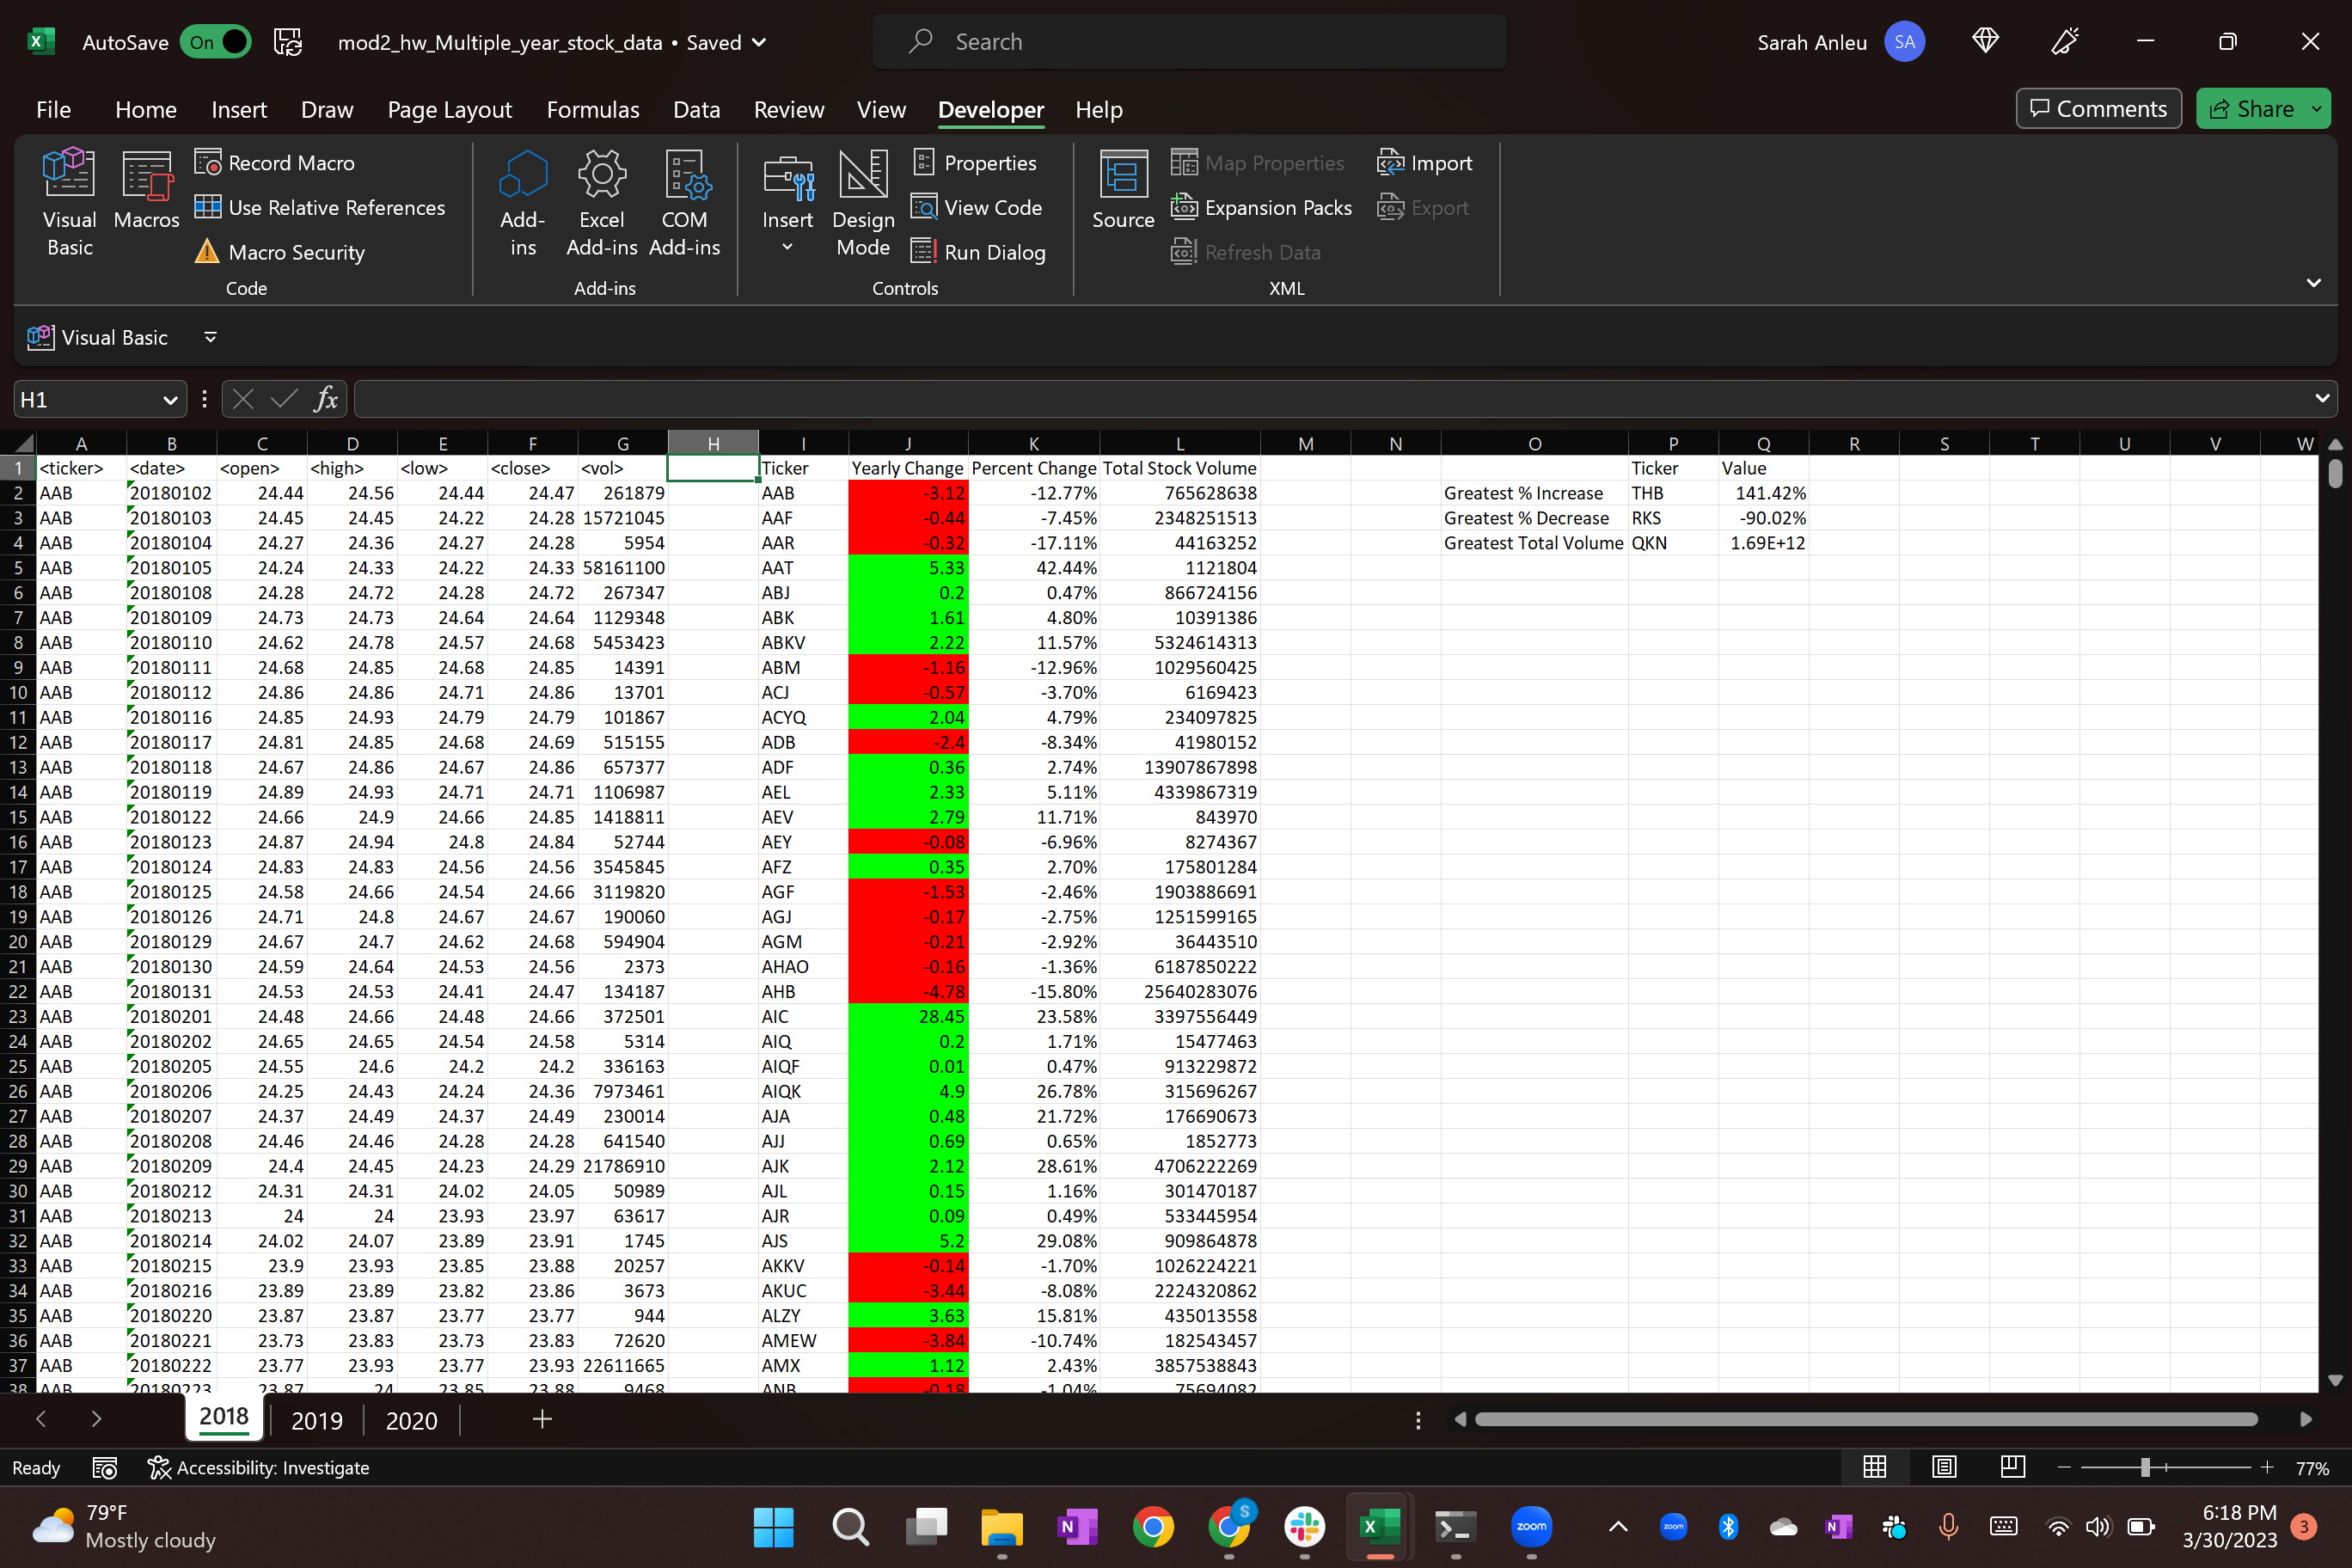 AutoSave On mod2_hw_Multiple_year_stock_data • Saved Search Sarah Anleu SA
File Home Insert Draw Page Layout Formulas Data Review View Developer Help Comments Share
Visual Basic Macros Record Macro Use Relative References Macro Security Code
Add-ins Excel Add-ins COM Add-ins Add-ins
Insert Design Mode Properties View Code Run Dialog Controls
Source Map Properties Expansion Packs Refresh Data Import Export XML
Visual Basic
H1 fx
A B C D E F G H I J K L M N O P Q R S T U V W
1 <ticker> <date> <open> <high> <low> <close> <vol> Ticker Yearly Change Percent Change Total Stock Volume Ticker Value
2 AAB 20180102 24.44 24.56 24.44 24.47 261879 AAB -3.12 -12.77% 765628638 Greatest % Increase THB 141.42%
3 AAB 20180103 24.45 24.45 24.22 24.28 15721045 AAF -0.44 -7.45% 2348251513 Greatest % Decrease RKS -90.02%
4 AAB 20180104 24.27 24.36 24.27 24.28 5954 AAR -0.32 -17.11% 44163252 Greatest Total Volume QKN 1.69E+12
5 AAB 20180105 24.24 24.33 24.22 24.33 58161100 AAT 5.33 42.44% 1121804
6 AAB 20180108 24.28 24.72 24.28 24.72 267347 ABJ 0.2 0.47% 866724156
7 AAB 20180109 24.73 24.73 24.64 24.64 1129348 ABK 1.61 4.80% 10391386
8 AAB 20180110 24.62 24.78 24.57 24.68 5453423 ABKV 2.22 11.57% 5324614313
9 AAB 20180111 24.68 24.85 24.68 24.85 14391 ABM -1.16 -12.96% 1029560425
10 AAB 20180112 24.86 24.86 24.71 24.86 13701 ACJ -0.57 -3.70% 6169423
11 AAB 20180116 24.85 24.93 24.79 24.79 101867 ACYQ 2.04 4.79% 234097825
12 AAB 20180117 24.81 24.85 24.68 24.69 515155 ADB -2.4 -8.34% 41980152
13 AAB 20180118 24.67 24.86 24.67 24.86 657377 ADF 0.36 2.74% 13907867898
14 AAB 20180119 24.89 24.93 24.71 24.71 1106987 AEL 2.33 5.11% 4339867319
15 AAB 20180122 24.66 24.9 24.66 24.85 1418811 AEV 2.79 11.71% 843970
16 AAB 20180123 24.87 24.94 24.8 24.84 52744 AEY -0.08 -6.96% 8274367
17 AAB 20180124 24.83 24.83 24.56 24.56 3545845 AFZ 0.35 2.70% 175801284
18 AAB 20180125 24.58 24.66 24.54 24.66 3119820 AGF -1.53 -2.46% 1903886691
19 AAB 20180126 24.71 24.8 24.67 24.67 190060 AGJ -0.17 -2.75% 1251599165
20 AAB 20180129 24.67 24.7 24.62 24.68 594904 AGM -0.21 -2.92% 36443510
21 AAB 20180130 24.59 24.64 24.53 24.56 2373 AHAO -0.16 -1.36% 6187850222
22 AAB 20180131 24.53 24.53 24.41 24.47 134187 AHB -4.78 -15.80% 25640283076
23 AAB 20180201 24.48 24.66 24.48 24.66 372501 AIC 28.45 23.58% 3397556449
24 AAB 20180202 24.65 24.65 24.54 24.58 5314 AIQ 0.2 1.71% 15477463
25 AAB 20180205 24.55 24.6 24.2 24.2 336163 AIQF 0.01 0.47% 913229872
26 AAB 20180206 24.25 24.43 24.24 24.36 7973461 AIQK 4.9 26.78% 315696267
27 AAB 20180207 24.37 24.49 24.37 24.49 230014 AJA 0.48 21.72% 176690673
28 AAB 20180208 24.46 24.46 24.28 24.28 641540 AJJ 0.69 0.65% 1852773
29 AAB 20180209 24.4 24.45 24.23 24.29 21786910 AJK 2.12 28.61% 4706222269
30 AAB 20180212 24.31 24.31 24.02 24.05 50989 AJL 0.15 1.16% 301470187
31 AAB 20180213 24 24 23.93 23.97 63617 AJR 0.09 0.49% 533445954
32 AAB 20180214 24.02 24.07 23.89 23.91 1745 AJS 5.2 29.08% 909864878
33 AAB 20180215 23.9 23.93 23.85 23.88 20257 AKKV -0.14 -1.70% 1026224221
34 AAB 20180216 23.89 23.89 23.82 23.86 3673 AKUC -3.44 -8.08% 2224320862
35 AAB 20180220 23.87 23.87 23.77 23.77 944 ALZY 3.63 15.81% 435013558
36 AAB 20180221 23.73 23.83 23.73 23.83 72620 AMEW -3.84 -10.74% 182543457
37 AAB 20180222 23.77 23.93 23.77 23.93 22611665 AMX 1.12 2.43% 3857538843
38 AAB 20180223 23.87 24 23.85 23.88 9468 ANB -0.18 -1.04% 75694082
2018 2019 2020
Ready Accessibility: Investigate 77%
79°F
Mostly cloudy
zoom
6:18 PM
3/30/2023 3